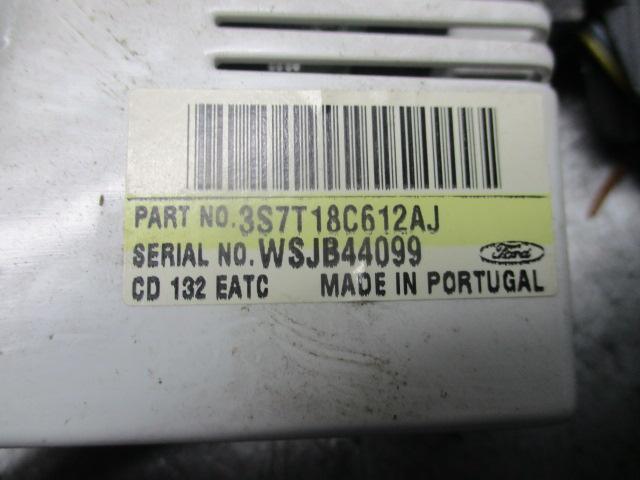 PART NO. 3S7T18C612AJ
SERIAL NO. WSJB44099
Ford
CD 132 EATC MADE IN PORTUGAL